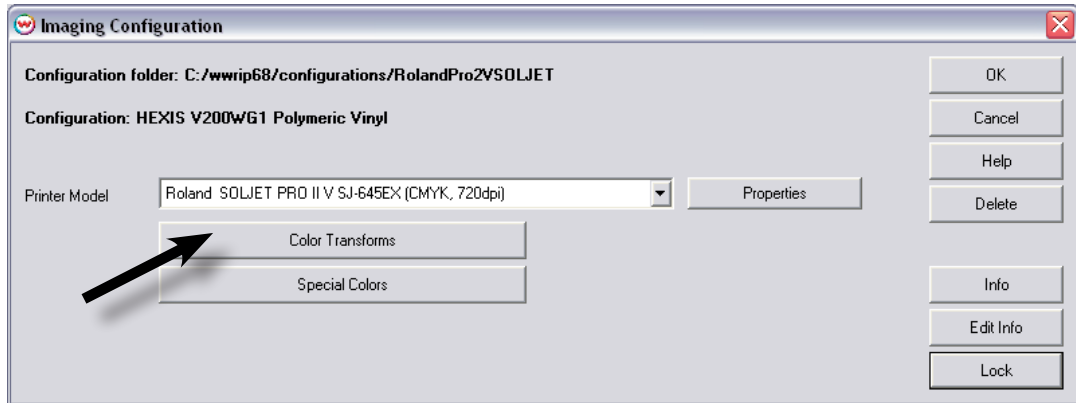 Imaging Configuration
Configuration folder: C:/wwrip68/configurations/RolandPro2VSOLJET
OK
Configuration: HEXIS V200WG1 Polymeric Vinyl
Cancel
Help
Printer Model
Roland SOLJET PRO II V SJ-645EX (CMYK, 720dpi)
Properties
Delete
Color Transforms
Special Colors
Info
Edit Info
Lock